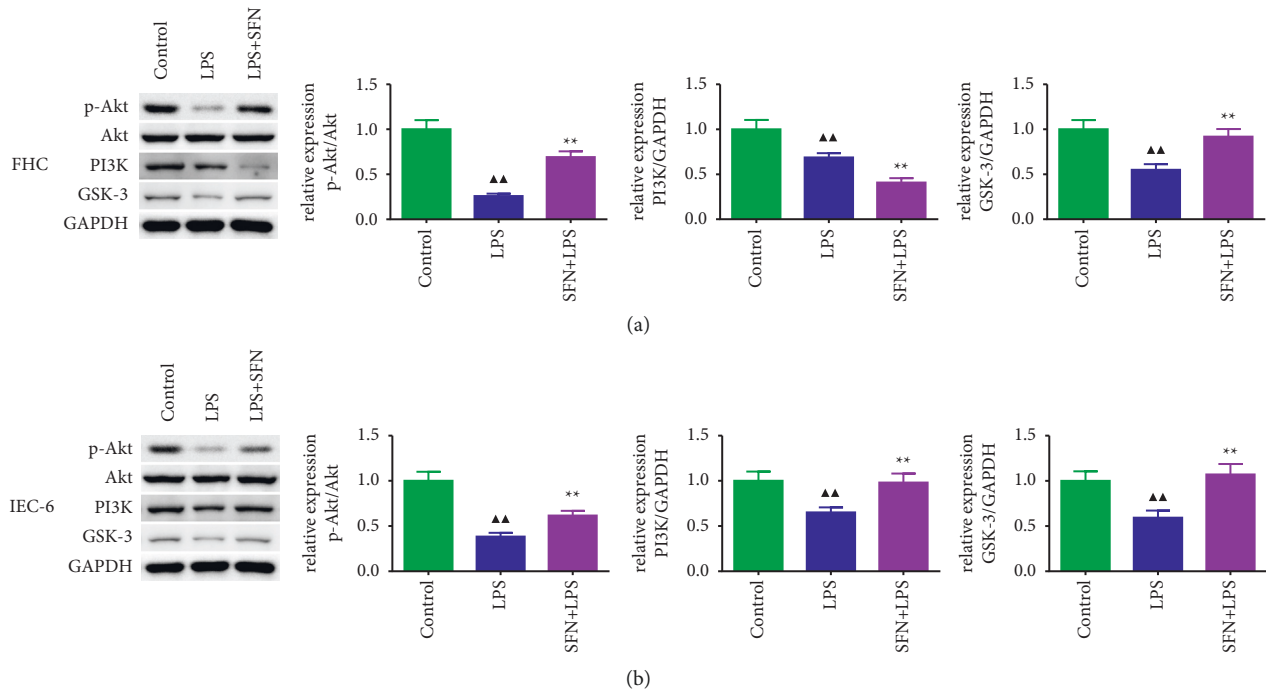 Control
LPS
LPS+SFN
FHC
p-Akt
Akt
PI3K
GSK-3
GAPDH
relative expression
p-Akt/Akt
1.5
1.0
0.5
0.0
▲▲
**
Control
LPS
SFN+LPS
relative expression
PI3K/GAPDH
1.5
1.0
0.5
0.0
▲▲
**
Control
LPS
SFN+LPS
relative expression
GSK-3/GAPDH
1.5
1.0
0.5
0.0
▲▲
**
Control
LPS
SFN+LPS
(a)
Control
LPS
LPS+SFN
IEC-6
p-Akt
Akt
PI3K
GSK-3
GAPDH
relative expression
p-Akt/Akt
1.5
1.0
0.5
0.0
▲▲
**
Control
LPS
SFN+LPS
relative expression
PI3K/GAPDH
1.5
1.0
0.5
0.0
▲▲
**
Control
LPS
SFN+LPS
relative expression
GSK-3/GAPDH
1.5
1.0
0.5
0.0
▲▲
**
Control
LPS
SFN+LPS
(b)